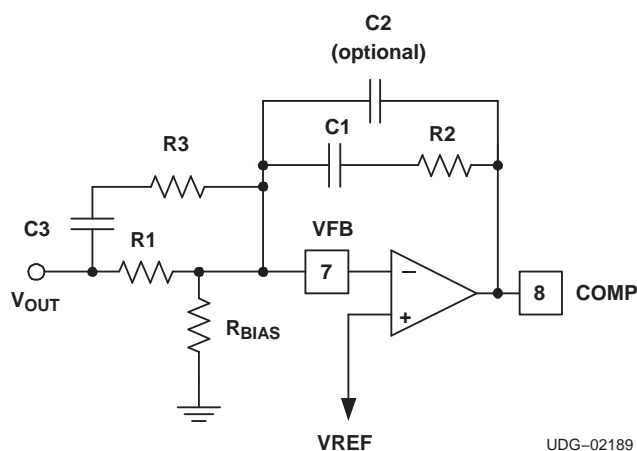 C2
(optional)
C1
R2
R3
C3
R1
VFB
7
–
8
COMP
VOUT
RBIAS
+
VREF
UDG–02189